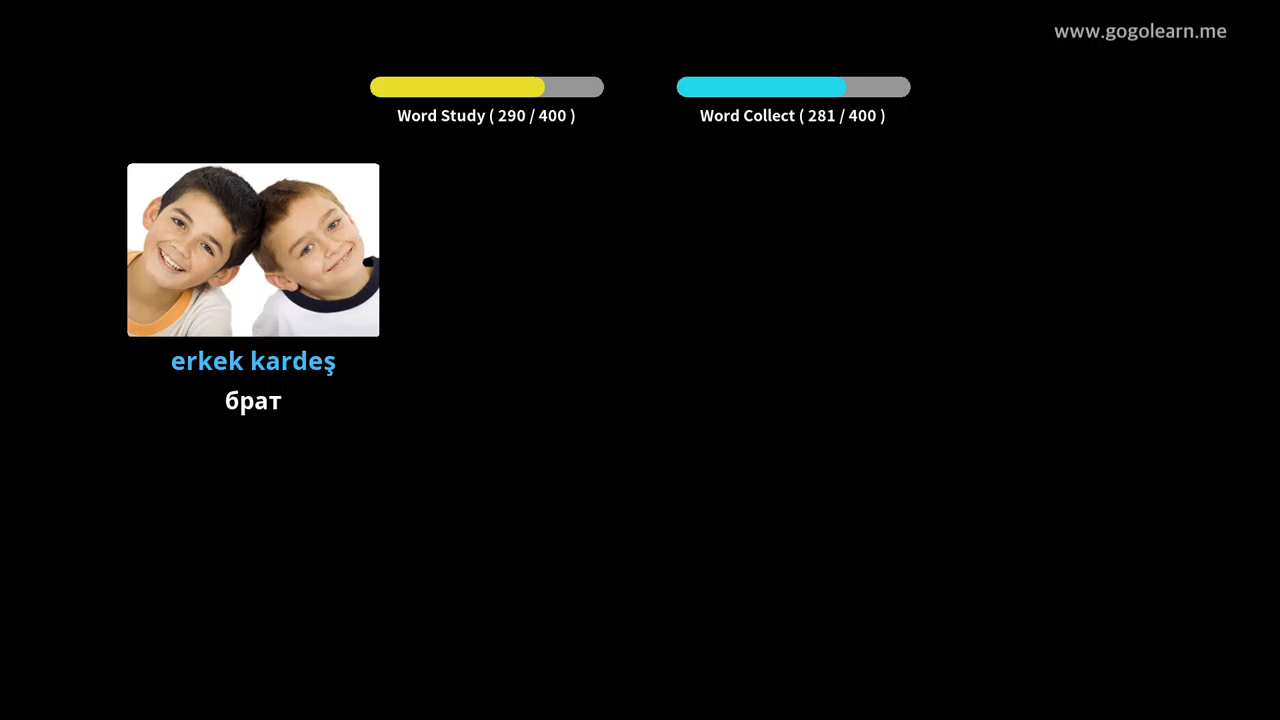 www.gogolearn.me
Word Study ( 290 / 400 )
Word Collect ( 281 / 400 )
erkek kardeş
брат